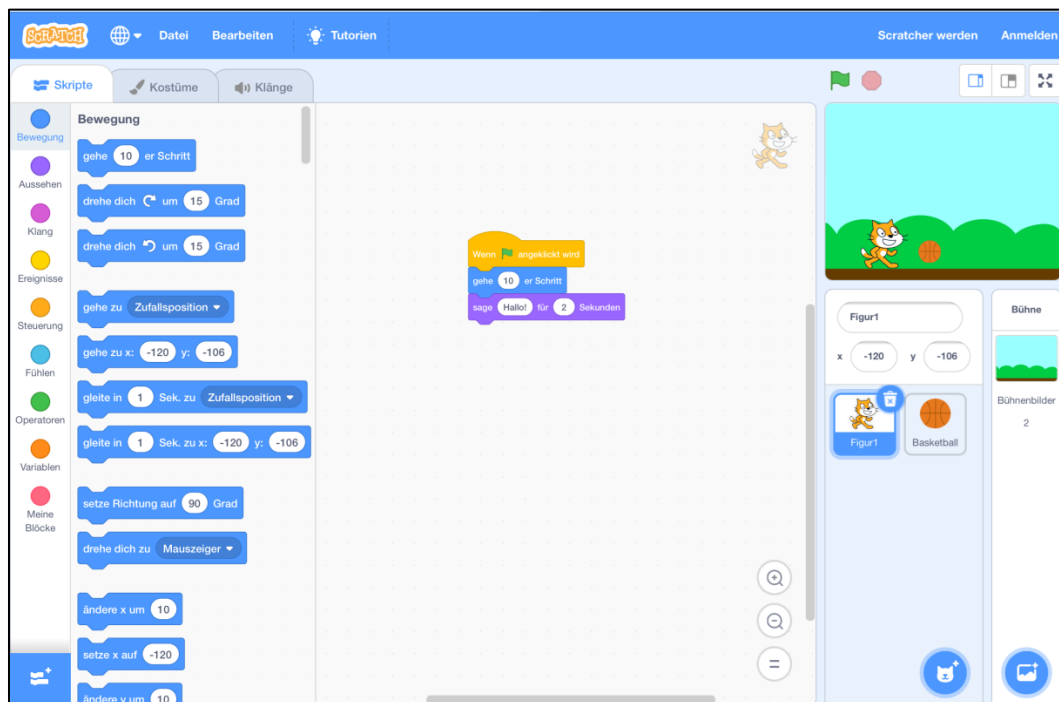 SCRATCH Datei Bearbeiten Tutorien Scratcher werden Anmelden
Skripte Kostüme Klänge
Bewegung
Aussehen
Klang
Ereignisse
Steuerung
Fühlen
Operatoren
Variablen
Meine
Blöcke
Bewegung
gehe 10 er Schritt
drehe dich um 15 Grad
drehe dich um 15 Grad
gehe zu Zufallsposition
gehe zu x: -120 y: -106
gleite in 1 Sek. zu Zufallsposition
gleite in 1 Sek. zu x: -120 y: -106
setze Richtung auf 90 Grad
drehe dich zu Mauszeiger
ändere x um 10
setze x auf -120
ändere y um 10
Wenn angeklickt wird
gehe 10 er Schritt
sage Hallo! für 2 Sekunden
Figur1
x -120 y -106
Figur1 Basketball
Bühne
Bühnenbilder
2